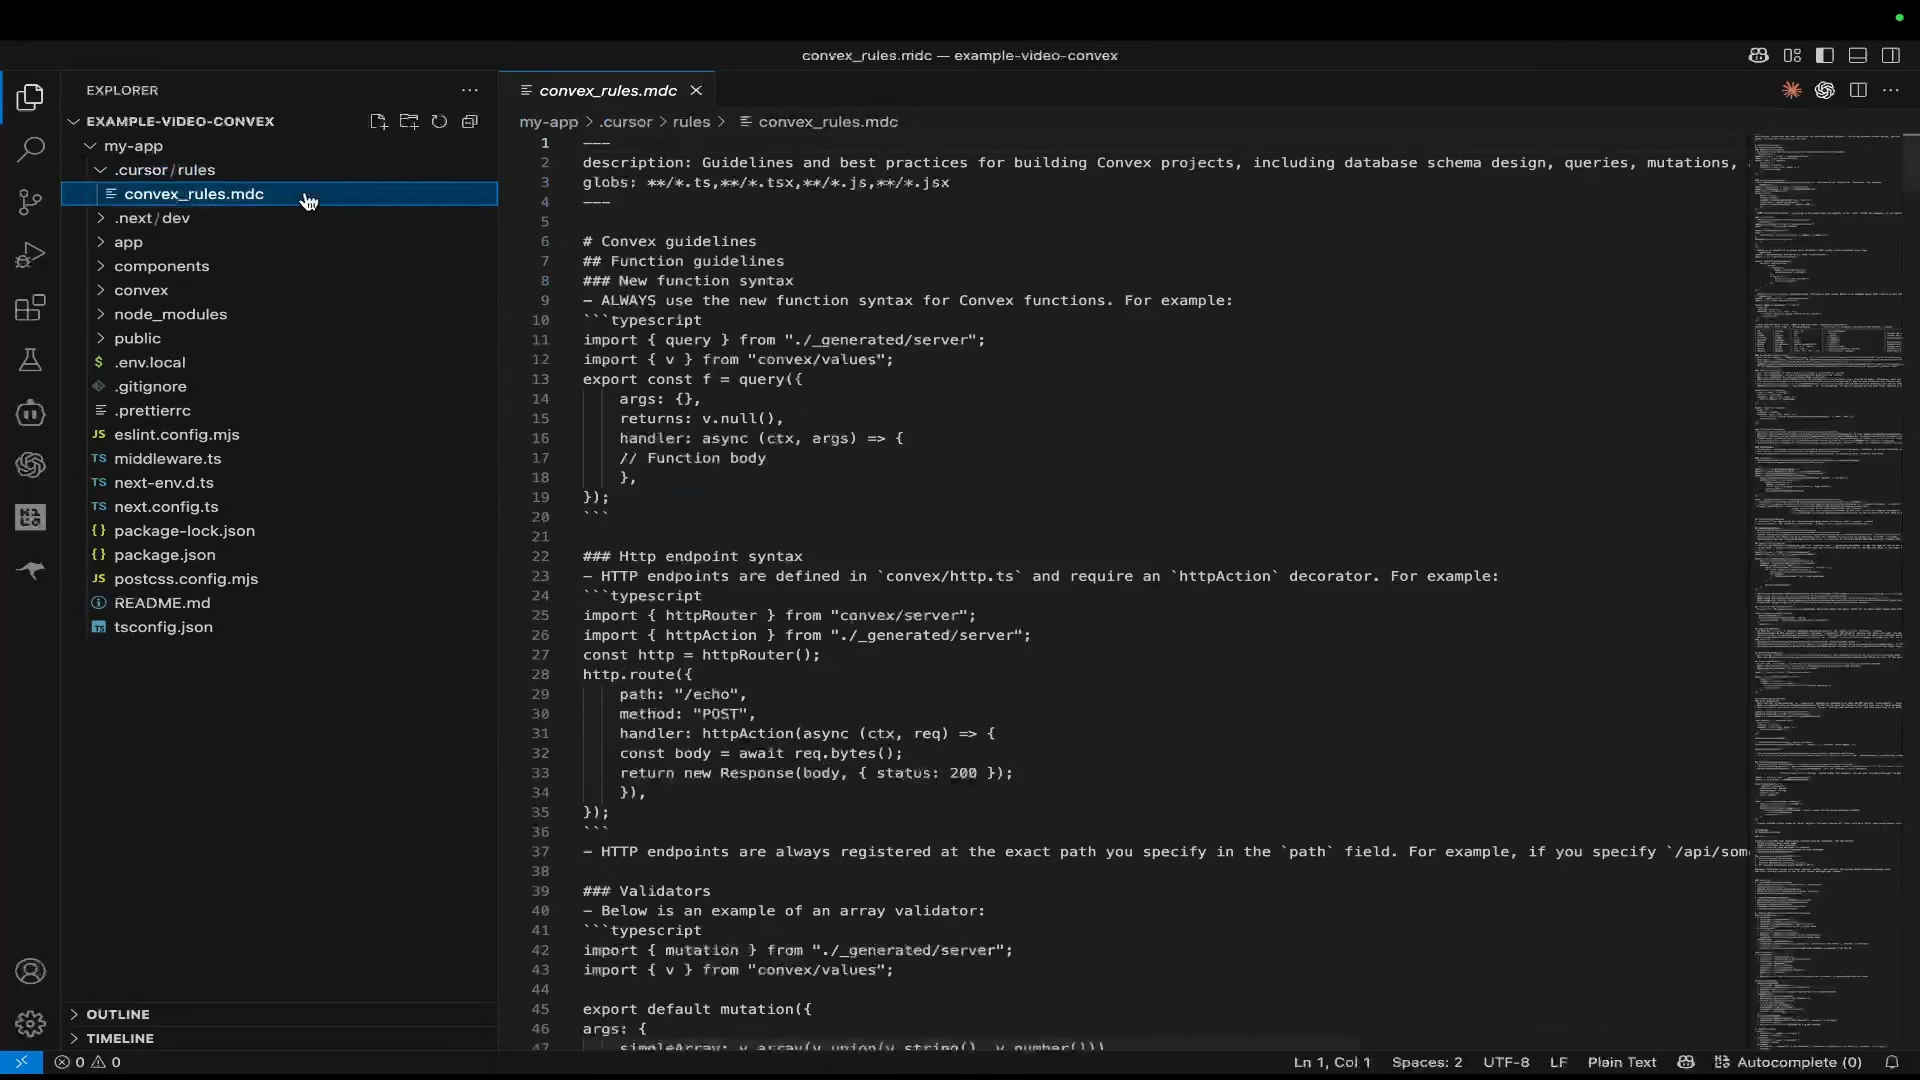 convex_rules.mdc — example-video-convex
EXPLORER
EXAMPLE-VIDEO-CONVEX
my-app
.cursor/rules
convex_rules.mdc
.next/dev
app
components
convex
node_modules
public
$ .env.local
.gitignore
.prettierrc
JS eslint.config.mjs
TS middleware.ts
TS next-env.d.ts
TS next.config.ts
{} package-lock.json
{} package.json
JS postcss.config.mjs
README.md
tsconfig.json
OUTLINE
TIMELINE
convex_rules.mdc
my-app > .cursor > rules > convex_rules.mdc
1 ---
2 description: Guidelines and best practices for building Convex projects, including database schema design, queries, mutations,
3 globs: **/*.ts,**/*.tsx,**/*.js,**/*.jsx
4 ---
5
6 # Convex guidelines
7 ## Function guidelines
8 ### New function syntax
9 - ALWAYS use the new function syntax for Convex functions. For example:
10 ```typescript
11 import { query } from "./_generated/server";
12 import { v } from "convex/values";
13 export const f = query({
14 args: {},
15 returns: v.null(),
16 handler: async (ctx, args) => {
17 // Function body
18 },
19 });
20 ```
21
22 ### Http endpoint syntax
23 - HTTP endpoints are defined in `convex/http.ts` and require an `httpAction` decorator. For example:
24 ```typescript
25 import { httpRouter } from "convex/server";
26 import { httpAction } from "./_generated/server";
27 const http = httpRouter();
28 http.route({
29 path: "/echo",
30 method: "POST",
31 handler: httpAction(async (ctx, req) => {
32 const body = await req.bytes();
33 return new Response(body, { status: 200 });
34 }),
35 });
36 ```
37 - HTTP endpoints are always registered at the exact path you specify in the `path` field. For example, if you specify `/api/som
38
39 ### Validators
40 - Below is an example of an array validator:
41 ```typescript
42 import { mutation } from "./_generated/server";
43 import { v } from "convex/values";
44
45 export default mutation({
46 args: {
47 simpleArray: v.array(v.union(v.string(), v.number()))
0 0
Ln 1, Col 1
Spaces: 2
UTF-8
LF
Plain Text
Autocomplete (0)